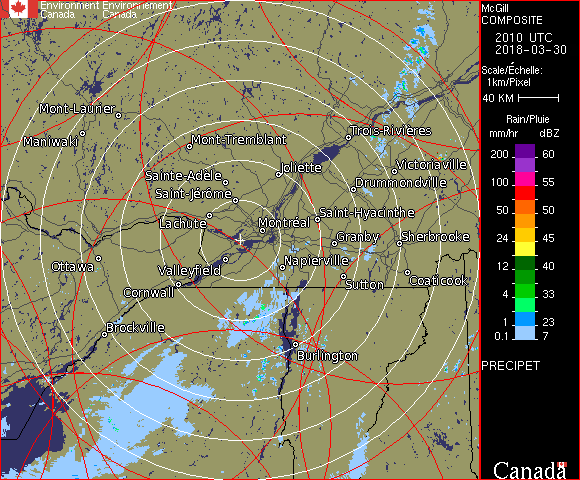 Environment Environnement
Canada Canada
McGill
COMPOSITE
2010 UTC
2018-03-30
Scale/Échelle:
1km/Pixel
40 KM
Rain/Pluie
mm/hr dBZ
200 60
100 55
50 50
24 45
12 40
4 33
1 23
0.1 7
PRECIPET
Canada
Mont-Laurier
Maniwaki
Mont-Tremblant
Trois-Rivières
Joliette
Victoriaville
Sainte-Adèle
Drummondville
Saint-Jérôme
Lachute
Saint-Hyacinthe
Montréal
Granby
Sherbrooke
Ottawa
Valleyfield
Napierville
Cornwall
Sutton
Coaticook
Brockville
Burlington